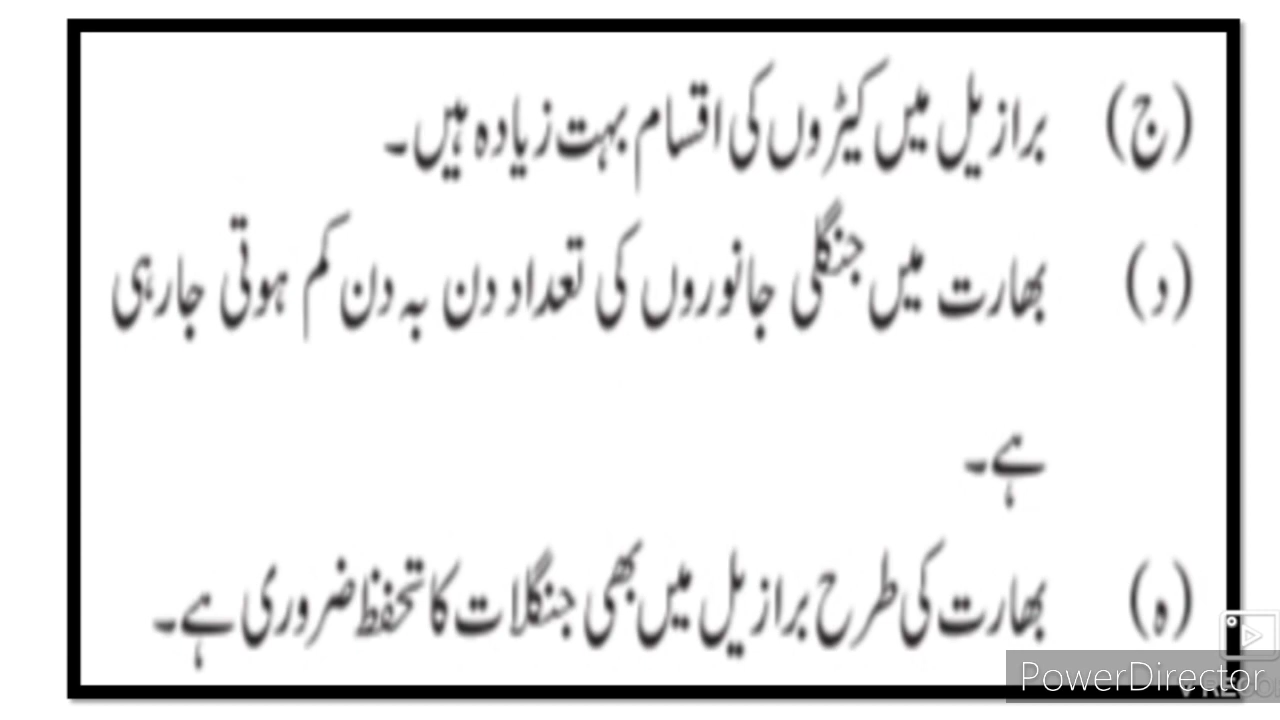 (ج) برازیل میں کیڑوں کی اقسام بہت زیادہ ہیں۔
(د) بھارت میں جنگلی جانوروں کی تعداد دن بہ دن کم ہوتی جارہی
ہے۔
(ہ) بھارت کی طرح برازیل میں بھی جنگلات کا تحفظ ضروری ہے۔
PowerDirector